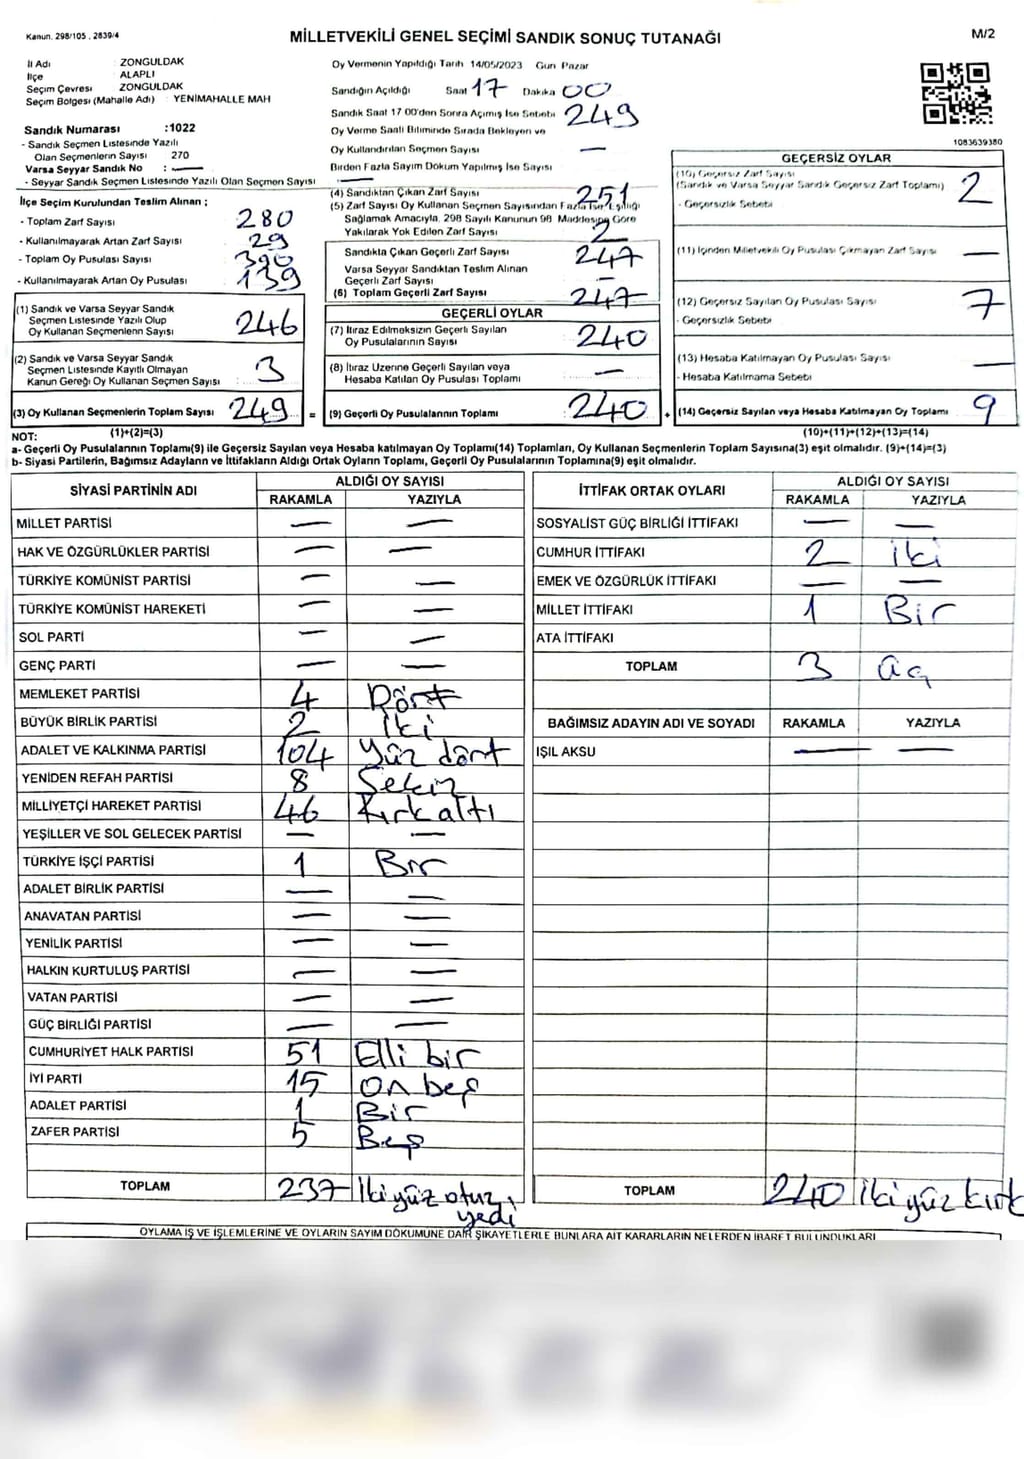 Kanun. 298/105 , 2839/4
MİLLETVEKİLİ GENEL SEÇİMİ SANDIK SONUÇ TUTANAĞI
M/2
İl Adı ZONGULDAK
İlçe ALAPLI
Seçim Çevresi ZONGULDAK
Seçim Bölgesi (Mahalle Adı) : YENİMAHALLE MAH
Sandık Numarası :1022
- Sandık Seçmen Listesinde Yazılı
Olan Seçmenlerin Sayısı 270
Varsa Seyyar Sandık No : —
- Seyyar Sandık Seçmen Listesinde Yazılı Olan Seçmen Sayısı
İlçe Seçim Kurulundan Teslim Alınan ;
- Toplam Zarf Sayısı 280
- Kullanılmayarak Artan Zarf Sayısı 29
- Toplam Oy Pusulası Sayısı 390
- Kullanılmayarak Artan Oy Pusulası 139
(1) Sandık ve Varsa Seyyar Sandık
Seçmen Listesinde Yazılı Olup
Oy Kullanan Seçmenlerin Sayısı 246
(2) Sandık ve Varsa Seyyar Sandık
Seçmen Listesinde Kayıtlı Olmayan
Kanun Gereği Oy Kullanan Seçmen Sayısı : 3
(3) Oy Kullanan Seçmenlerin Toplam Sayısı 249 =
(1)+(2)=(3)
Oy Vermenin Yapıldığı Tarih 14/05/2023 Gün Pazar
Sandığın Açıldığı Saat 17 Dakika 00
Sandık Saat 17 00'den Sonra Açımış İse Sebebi 249
Oy Verme Saati Bitiminde Sırada Bekleyen ve
Oy Kullandırılan Seçmen Sayısı —
Birden Fazla Sayım Döküm Yapılmış İse Sayısı —
(4) Sandıktan Çıkan Zarf Sayısı 251
(5) Zarf Sayısı Oy Kullanan Seçmen Sayısından Fazla İse Eşitliği
Sağlamak Amacıyla, 298 Sayılı Kanunun 98 Maddesine Göre
Yakılarak Yok Edilen Zarf Sayısı 2
Sandıkta Çıkan Geçerli Zarf Sayısı 247
Varsa Seyyar Sandıktan Teslim Alınan
Geçerli Zarf Sayısı —
(6) Toplam Geçerli Zarf Sayısı 247
GEÇERLİ OYLAR
(7) İtiraz Edilmeksizin Geçerli Sayılan
Oy Pusulalarının Sayısı 240
(8) İtiraz Üzerine Geçerli Sayılan veya
Hesaba Katılan Oy Pusulası Toplamı —
(9) Geçerli Oy Pusulalarının Toplamı : 240 +
1083639380
GEÇERSİZ OYLAR
(10) Geçersiz Zarf Sayısı
(Sandık ve Varsa Seyyar Sandık Geçersiz Zarf Toplamı) 2
- Geçersizlik Sebebi
(11) İçinden Milletvekili Oy Pusulası Çıkmayan Zarf Sayısı —
(12) Geçersiz Sayılan Oy Pusulası Sayısı 7
- Geçersizlik Sebebi
(13) Hesaba Katılmayan Oy Pusulası Sayısı —
- Hesaba Katılmama Sebebi
(14) Geçersiz Sayılan veya Hesaba Katılmayan Oy Toplamı 9
(10)+(11)+(12)+(13)=(14)
NOT:
a- Geçerli Oy Pusulalarının Toplamı(9) ile Geçersiz Sayılan veya Hesaba katılmayan Oy Toplamı(14) Toplamları, Oy Kullanan Seçmenlerin Toplam Sayısına(3) eşit olmalıdır. (9)+(14)=(3)
b- Siyasi Partilerin, Bağımsız Adayların ve İttifakların Aldığı Ortak Oyların Toplamı, Geçerli Oy Pusulalarının Toplamına(9) eşit olmalıdır.
SİYASİ PARTİNİN ADI ALDIĞI OY SAYISI
RAKAMLA YAZIYLA
MİLLET PARTİSİ — —
HAK VE ÖZGÜRLÜKLER PARTİSİ — —
TÜRKİYE KOMÜNİST PARTİSİ — —
TÜRKİYE KOMÜNİST HAREKETİ — —
SOL PARTİ — —
GENÇ PARTİ — —
MEMLEKET PARTİSİ 4 Dört
BÜYÜK BİRLİK PARTİSİ 2 İki
ADALET VE KALKINMA PARTİSİ 104 Yüz dört
YENİDEN REFAH PARTİSİ 8 Sekiz
MİLLİYETÇİ HAREKET PARTİSİ 46 Kırk altı
YEŞİLLER VE SOL GELECEK PARTİSİ — —
TÜRKİYE İŞÇİ PARTİSİ 1 Bır
ADALET BİRLİK PARTİSİ — —
ANAVATAN PARTİSİ — —
YENİLİK PARTİSİ — —
HALKIN KURTULUŞ PARTİSİ — —
VATAN PARTİSİ — —
GÜÇ BİRLİĞİ PARTİSİ — —
CUMHURİYET HALK PARTİSİ 51 Elli bir
İYİ PARTİ 15 On beş
ADALET PARTİSİ 1 Bir
ZAFER PARTİSİ 5 Beş
TOPLAM 237 İki yüz otuz
yedi
İTTİFAK ORTAK OYLARI ALDIĞI OY SAYISI
RAKAMLA YAZIYLA
SOSYALİST GÜÇ BİRLİĞİ İTTİFAKI — —
CUMHUR İTTİFAKI 2 İki
EMEK VE ÖZGÜRLÜK İTTİFAKI — —
MİLLET İTTİFAKI 1 Bir
ATA İTTİFAKI
TOPLAM 3 üç
BAĞIMSIZ ADAYIN ADI VE SOYADI RAKAMLA YAZIYLA
IŞIL AKSU — —
TOPLAM 240 iki yüz kırk
OYLAMA İŞ VE İŞLEMLERİNE VE OYLARIN SAYIM DÖKÜMÜNE DAİR ŞİKAYETLERLE BUNLARA AİT KARARLARIN NELERDEN İBARET BULUNDUKLARI